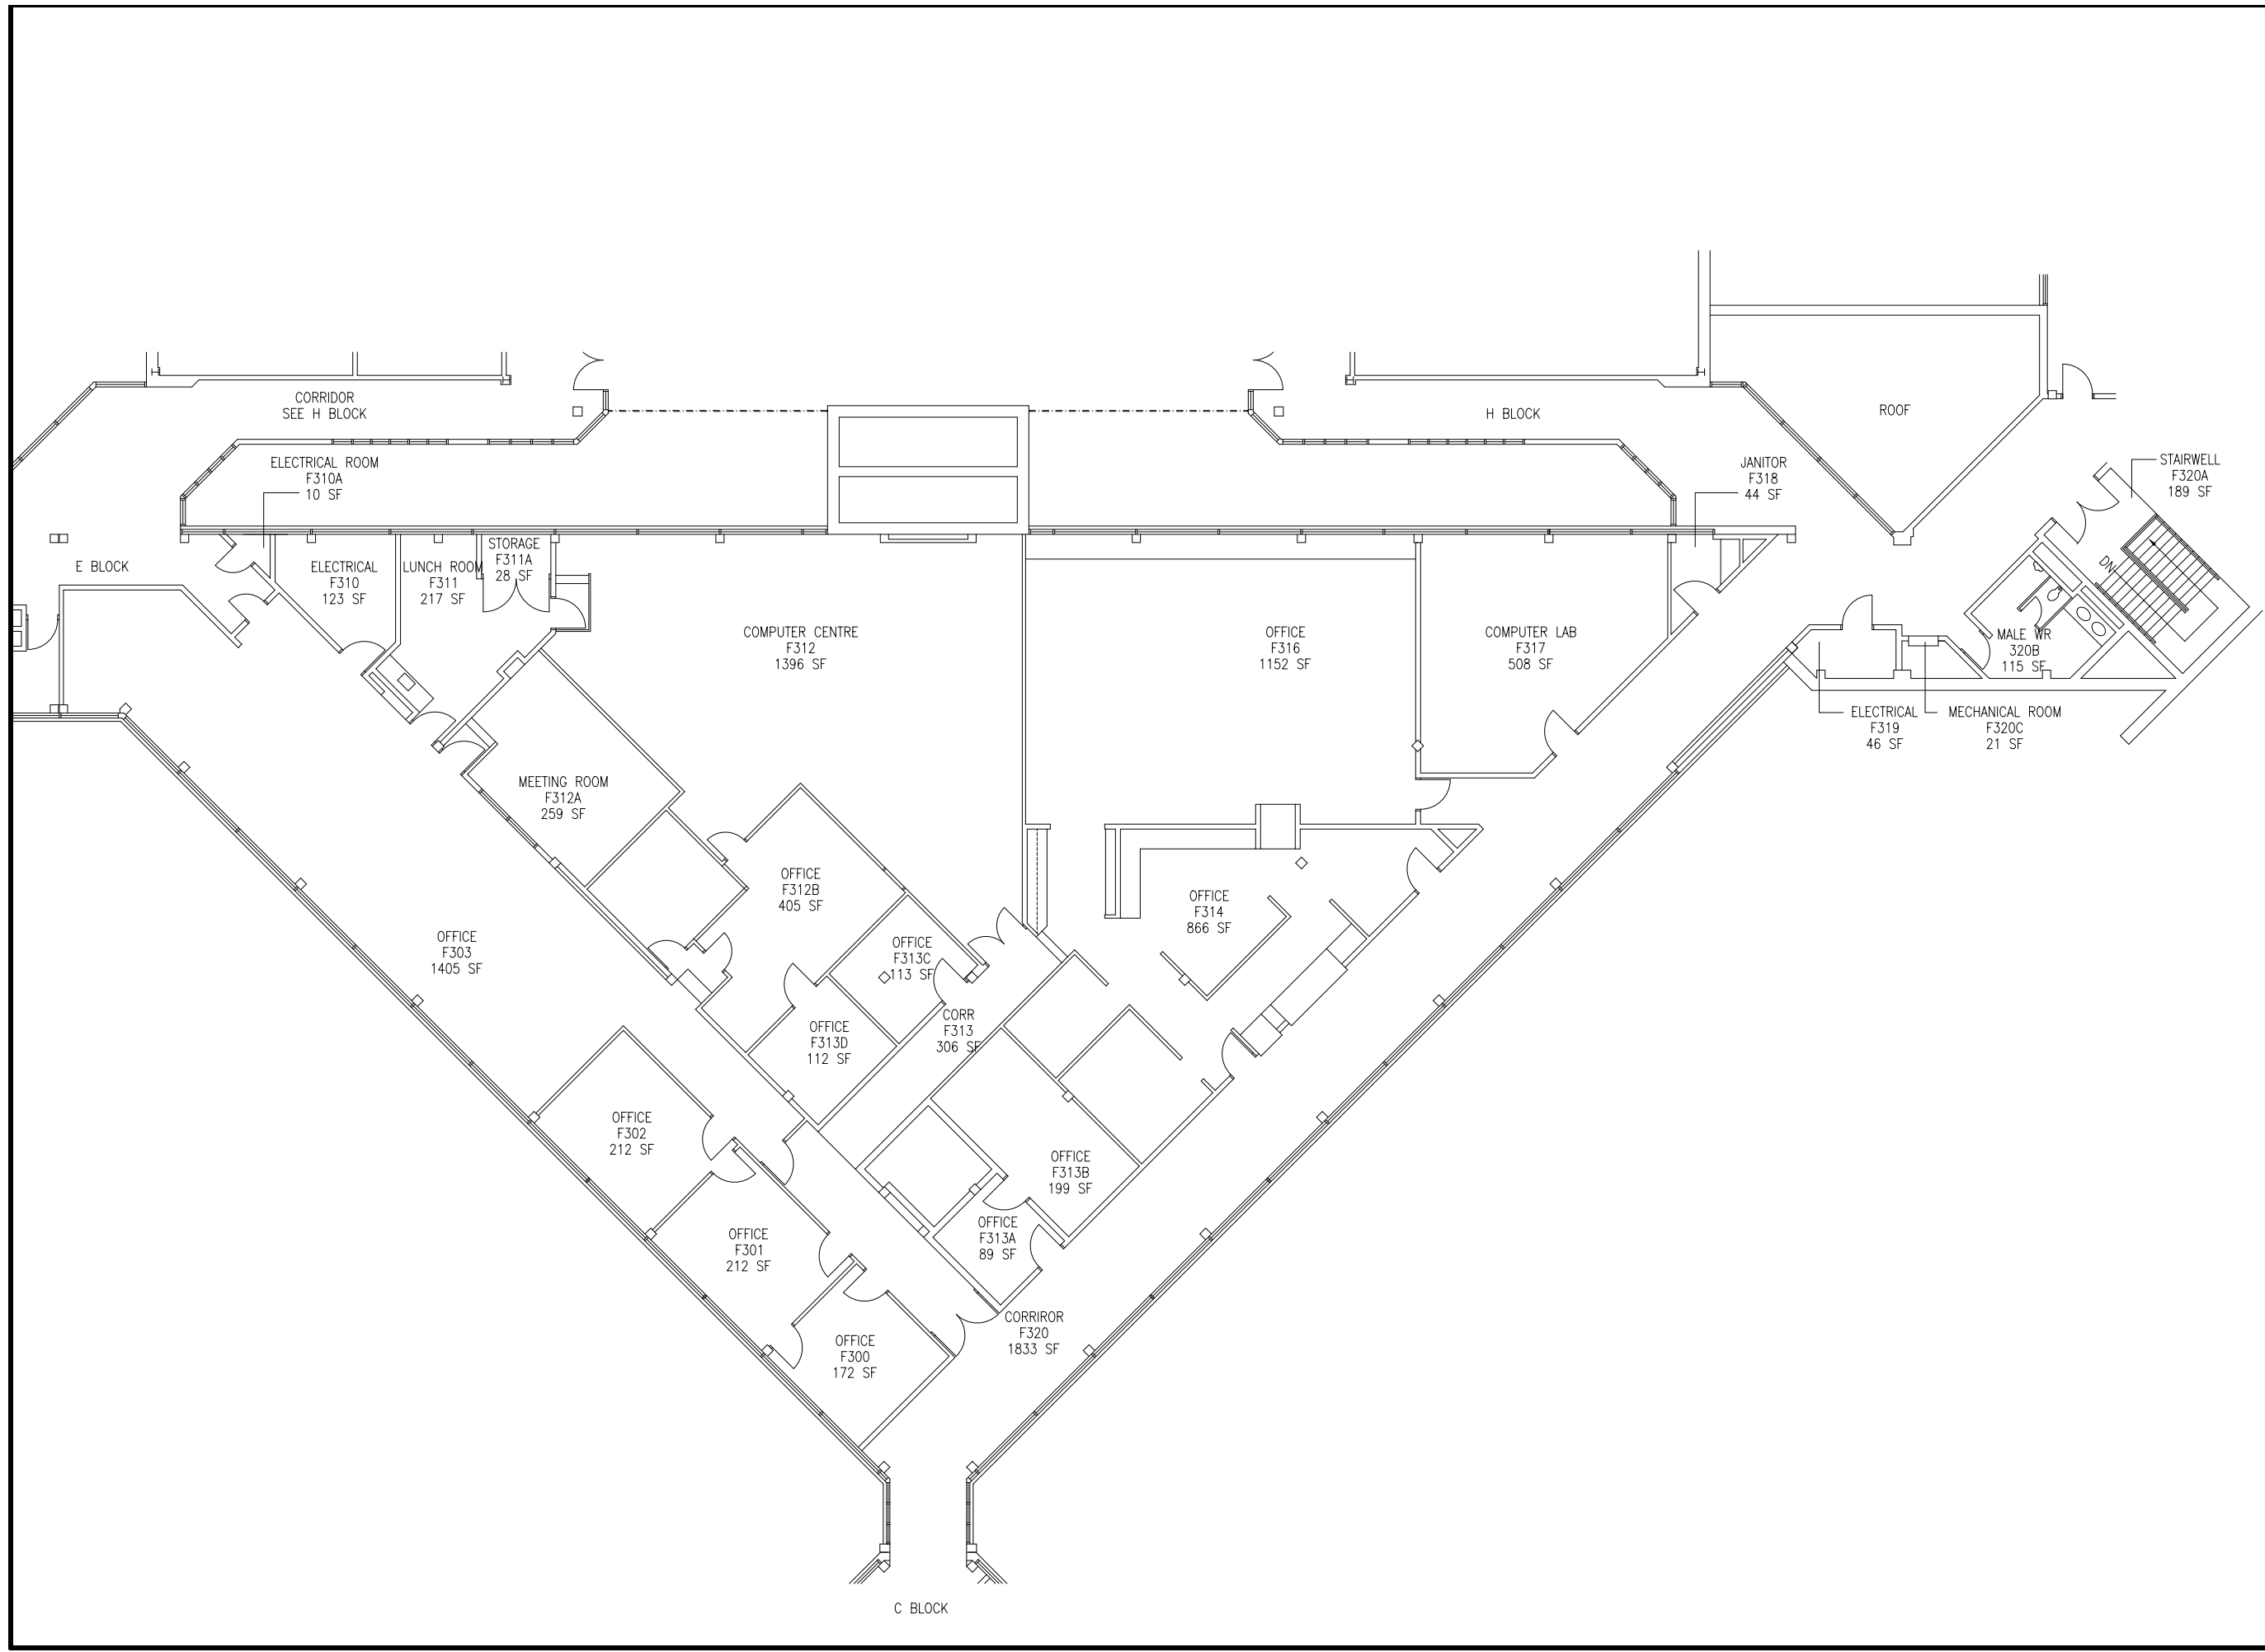 CORRIDOR
SEE H BLOCK
H BLOCK
ROOF
ELECTRICAL ROOM
F310A
10 SF
JANITOR
F318
44 SF
STAIRWELL
F320A
189 SF
E BLOCK
ELECTRICAL
F310
123 SF
LUNCH ROOM
F311
217 SF
STORAGE
F311A
28 SF
DN
COMPUTER CENTRE
F312
1396 SF
OFFICE
F316
1152 SF
COMPUTER LAB
F317
508 SF
MALE WR
320B
115 SF
ELECTRICAL
F319
46 SF
MECHANICAL ROOM
F320C
21 SF
MEETING ROOM
F312A
259 SF
OFFICE
F312B
405 SF
OFFICE
F314
866 SF
OFFICE
F303
1405 SF
OFFICE
F313C
113 SF
OFFICE
F313D
112 SF
CORR
F313
306 SF
OFFICE
F302
212 SF
OFFICE
F313B
199 SF
OFFICE
F301
212 SF
OFFICE
F313A
89 SF
OFFICE
F300
172 SF
CORRIROR
F320
1833 SF
C BLOCK